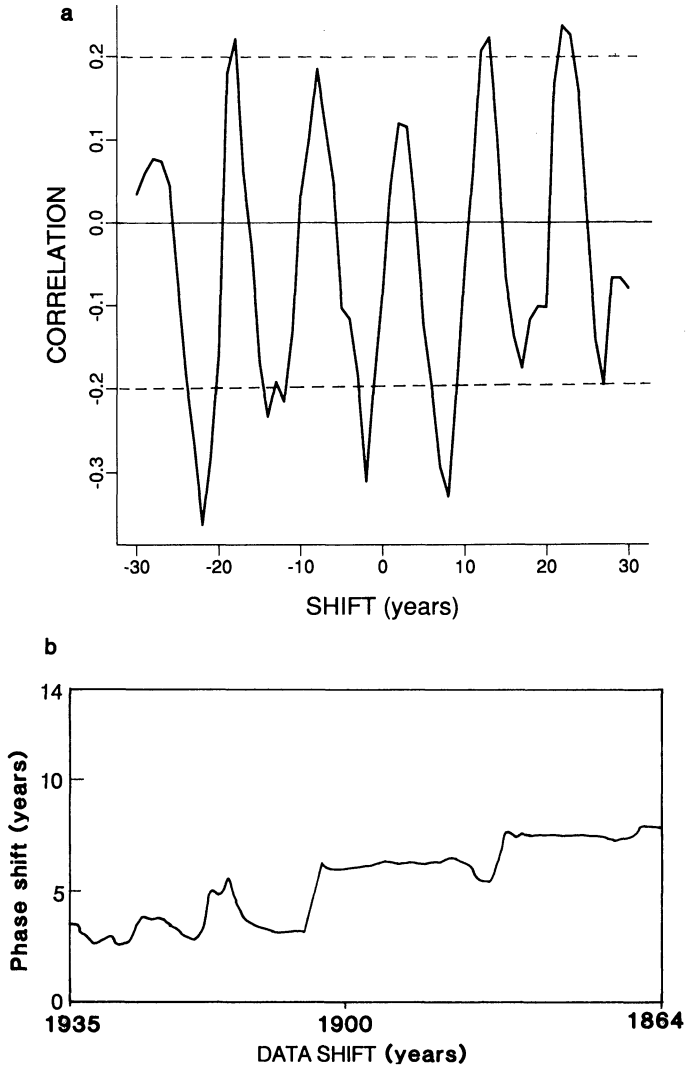 a
0.2
0.1
0.0
-0.1
-0.2
-0.3
CORRELATION
-30 -20 -10 0 10 20 30
SHIFT (years)
b
14
10
5
0
Phase shift (years)
1935 1900 1864
DATA SHIFT (years)